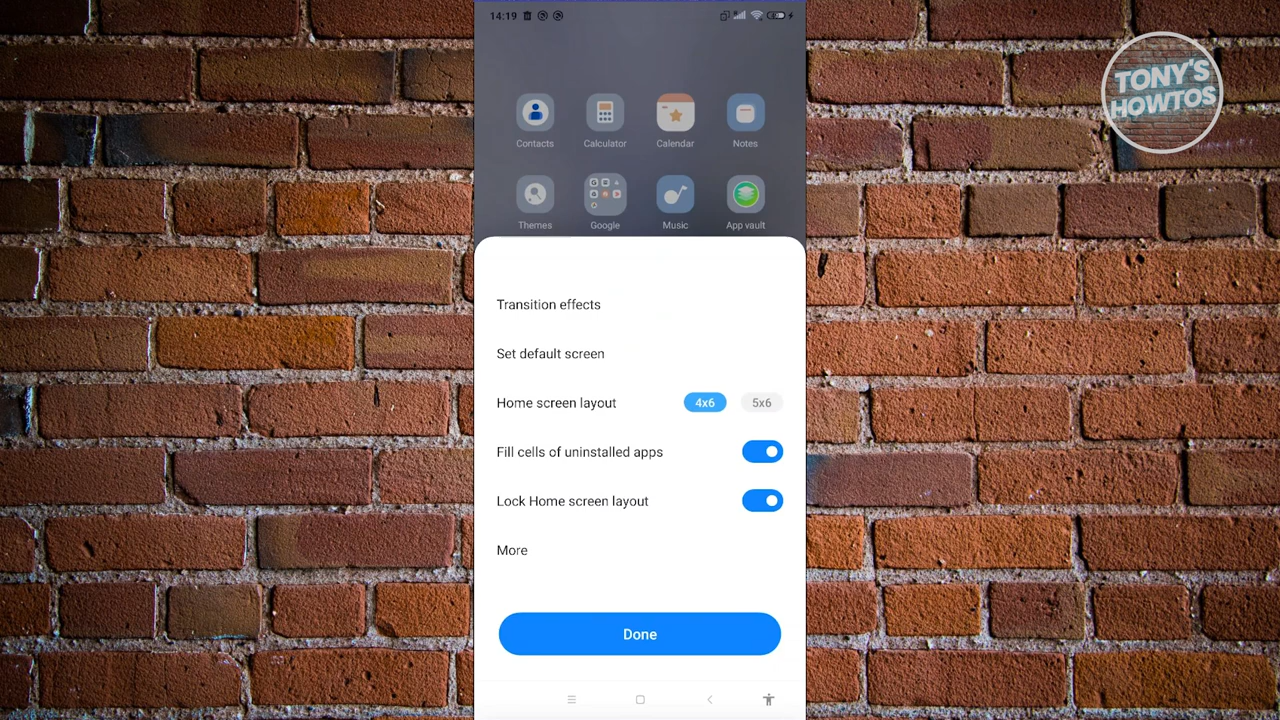 14:19
TONY'S
HOWTOS
Contacts
Calculator
Calendar
Notes
Themes
Google
Music
App vault
Transition effects
Set default screen
Home screen layout
4x6
5x6
Fill cells of uninstalled apps
Lock Home screen layout
More
Done